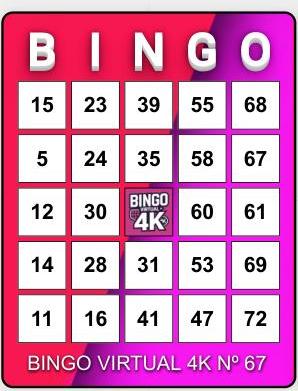 B I N G O
15 23 39 55 68
5 24 35 58 67
12 30 BINGO VIRTUAL 4K 60 61
14 28 31 53 69
11 16 41 47 72
BINGO VIRTUAL 4K Nº 67